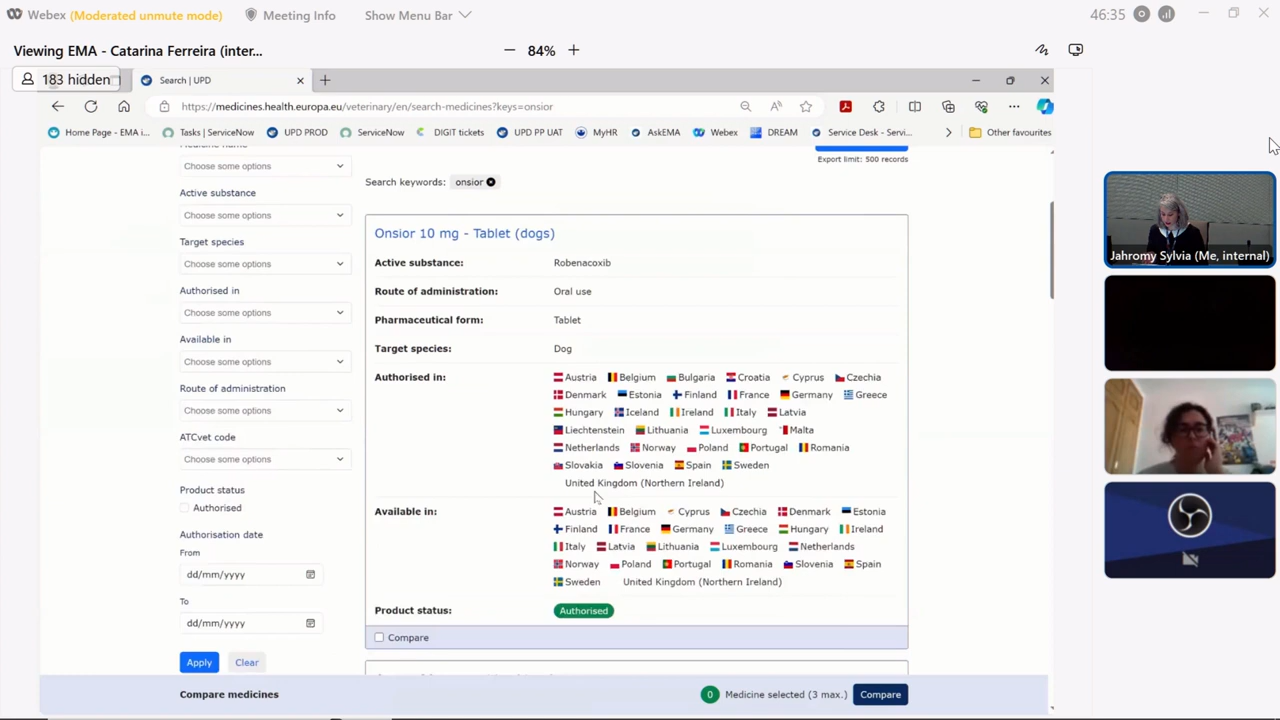 Webex (Moderated unmute mode) Meeting Info Show Menu Bar 46:35
Viewing EMA - Catarina Ferreira (inter... 84%
183 hidden Search | UPD
https://medicines.health.europa.eu/veterinary/en/search-medicines?keys=onsior
Home Page - EMA i... Tasks | ServiceNow UPD PROD ServiceNow DIGIT tickets UPD PP UAT MyHR AskEMA Webex DREAM Service Desk - Servi... Other favourites
Medicine name
Choose some options
Active substance
Choose some options
Target species
Choose some options
Authorised in
Choose some options
Available in
Choose some options
Route of administration
Choose some options
ATCvet code
Choose some options
Product status
Authorised
Authorisation date
From
dd/mm/yyyy
To
dd/mm/yyyy
Apply Clear
Export limit: 500 records
Search keywords: onsior
Onsior 10 mg - Tablet (dogs)
Active substance: Robenacoxib
Route of administration: Oral use
Pharmaceutical form: Tablet
Target species: Dog
Authorised in: Austria Belgium Bulgaria Croatia Cyprus Czechia
Denmark Estonia Finland France Germany Greece
Hungary Iceland Ireland Italy Latvia
Liechtenstein Lithuania Luxembourg Malta
Netherlands Norway Poland Portugal Romania
Slovakia Slovenia Spain Sweden
United Kingdom (Northern Ireland)
Available in: Austria Belgium Cyprus Czechia Denmark Estonia
Finland France Germany Greece Hungary Ireland
Italy Latvia Lithuania Luxembourg Netherlands
Norway Poland Portugal Romania Slovenia Spain
Sweden United Kingdom (Northern Ireland)
Product status: Authorised
Compare
Compare medicines 0 Medicine selected (3 max.) Compare
Jahromy Sylvia (Me, internal)